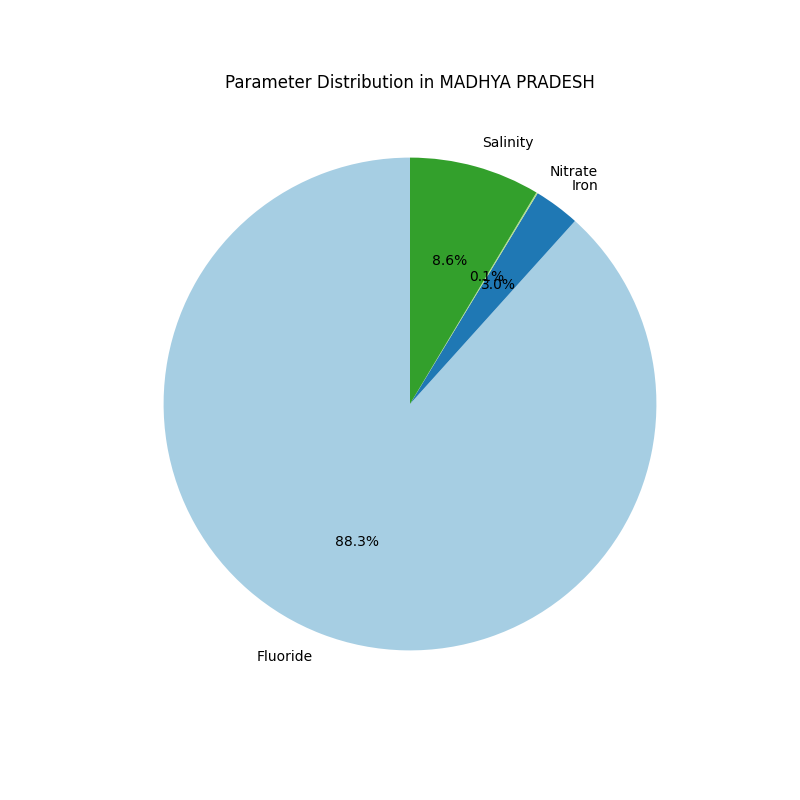 Parameter Distribution in MADHYA PRADESH
Salinity
Nitrate
Iron
8.6%
0.1%
3.0%
88.3%
Fluoride